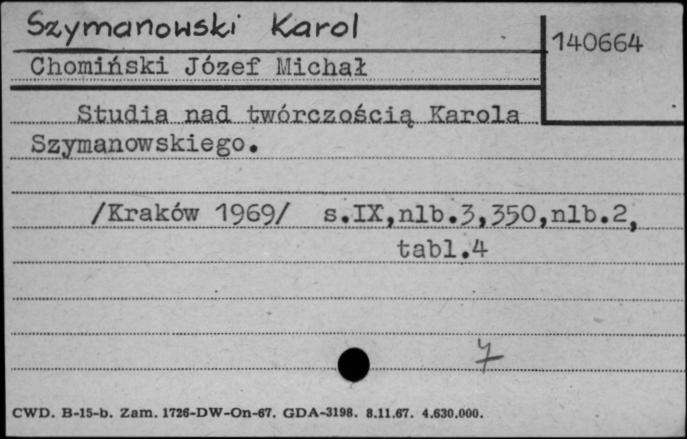 Szymanowski Karol
140664
Chomiński Józef Michał
Studia nad twórczością Karola
Szymanowskiego.
/Kraków 1969/ s.IX,nlb.3,350,nlb.2,
tabl.4
7
CWD. B-15-b. Zam. 1726-DW-On-67. GDA-3198. 8.11.67. 4.630.000.